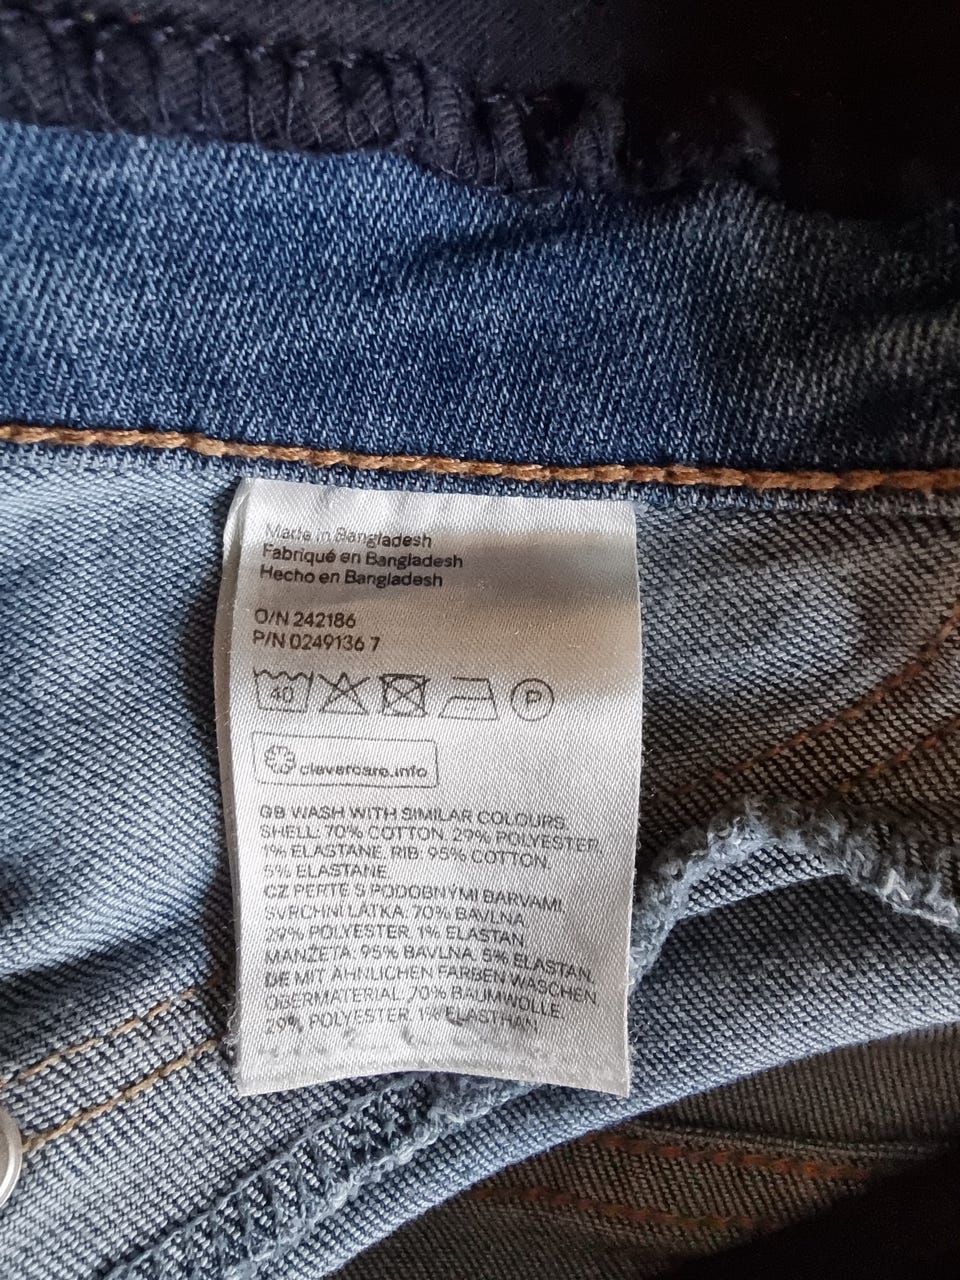 Made in Bangladesh
Fabriqué en Bangladesh
Hecho en Bangladesh
O/N 242186
P/N 0249136 7
40 P
clevercare.info
GB WASH WITH SIMILAR COLOURS.
SHELL: 70% COTTON. 29% POLYESTER.
1% ELASTANE. RIB: 95% COTTON.
5% ELASTANE
CZ PERTE S PODOBNÝMI BARVAMI.
SVRCHNÍ LÁTKA: 70% BAVLNA
29% POLYESTER. 1% ELASTAN
MANŽETA: 95% BAVLNA. 5% ELASTAN.
DE MIT ÄHNLICHEN FARBEN WASCHEN.
OBERMATERIAL: 70% BAUMWOLLE.
29% POLYESTER. 1% ELASTHAN.